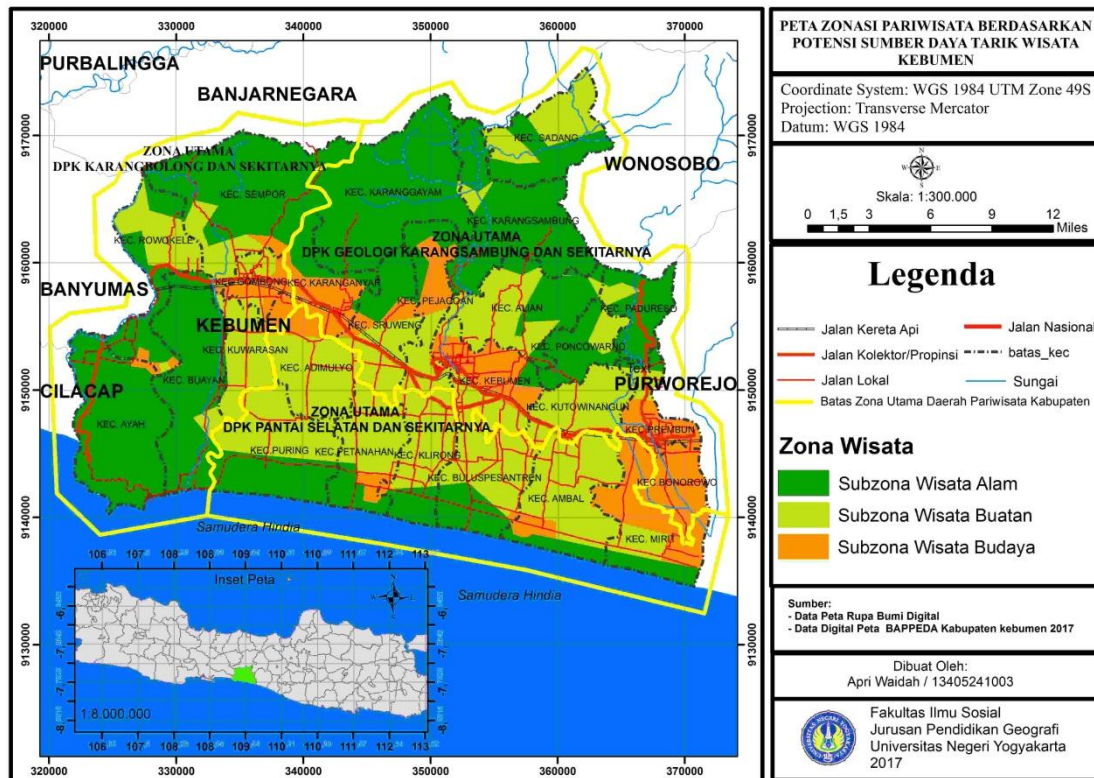 320000 330000 340000 350000 360000 370000
PURBALINGGA
BANJARNEGARA
WONOSOBO
BANYUMAS
KEBUMEN
CILACAP
PURWOREJO
ZONA UTAMA
DPK KARANGBOLONG DAN SEKITARNYA
ZONA UTAMA
DPK GEOLOGI KARANGSAMBUNG DAN SEKITARNYA
ZONA UTAMA
DPK PANTAI SELATAN DAN SEKITARNYA
KEC. SADANG
KEC. SEMPOR
KEC. KARANGGAYAM
KEC. KARANGSAMBUNG
KEC. ROWOKELE
KEC. GOMBONG
KEC. KARANGANYAR
KEC. PEJAGOAN
KEC. ALIAN
KEC. PADURESO
KEC. SRUWENG
KEC. PONCOWARNO
KEC. KUWARASAN
KEC. ADIMULYO
KEC. BUAYAN
KEC. KEBUMEN
text
KEC. KUTOWINANGUN
KEC. PREMBUN
KEC. AYAH
KEC.PURING
KEC. PETANAHAN
KEC. KLIRONG
KEC. BULUSPESANTREN
KEC. AMBAL
KEC. BONOROWO
KEC. MIRIT
Samudera Hindia
Samudera Hindia
9170000
9160000
9150000
9140000
9130000
Inset Peta
1:8.000.000
320000 330000 340000 350000 360000 370000
PETA ZONASI PARIWISATA BERDASARKAN
POTENSI SUMBER DAYA TARIK WISATA
KEBUMEN
Coordinate System: WGS 1984 UTM Zone 49S
Projection: Transverse Mercator
Datum: WGS 1984
N
W E
S
Skala: 1:300.000
0 1,5 3 6 9 12
Miles
Legenda
Jalan Kereta Api
Jalan Nasional
Jalan Kolektor/Propinsi
batas_kec
Jalan Lokal
Sungai
Batas Zona Utama Daerah Pariwisata Kabupaten
Zona Wisata
Subzona Wisata Alam
Subzona Wisata Buatan
Subzona Wisata Budaya
Sumber:
- Data Peta Rupa Bumi Digital
- Data Digital Peta BAPPEDA Kabupaten kebumen 2017
Dibuat Oleh:
Apri Waidah / 13405241003
Fakultas Ilmu Sosial
Jurusan Pendidikan Geografi
Universitas Negeri Yogyakarta
2017